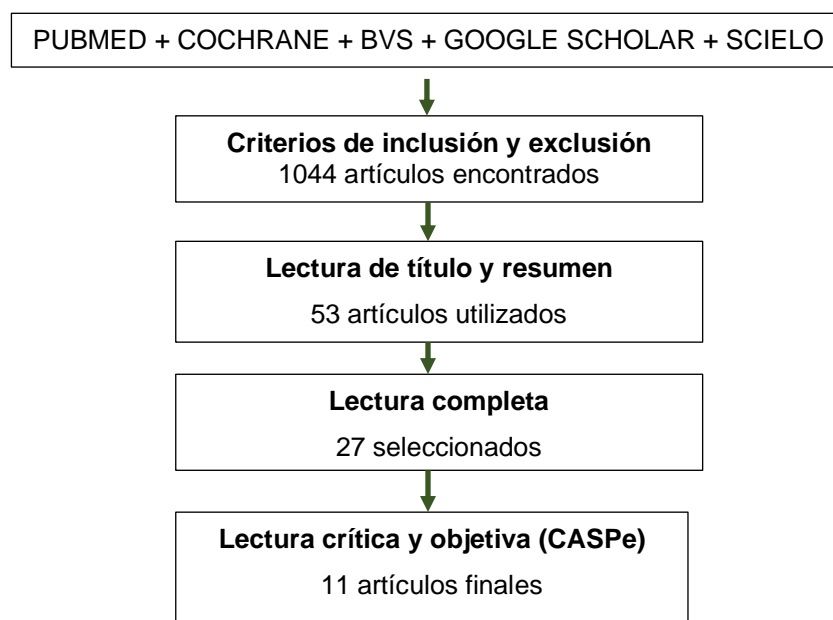 PUBMED + COCHRANE + BVS + GOOGLE SCHOLAR + SCIELO
Criterios de inclusión y exclusión
1044 artículos encontrados
Lectura de título y resumen
53 artículos utilizados
Lectura completa
27 seleccionados
Lectura crítica y objetiva (CASPe)
11 artículos finales